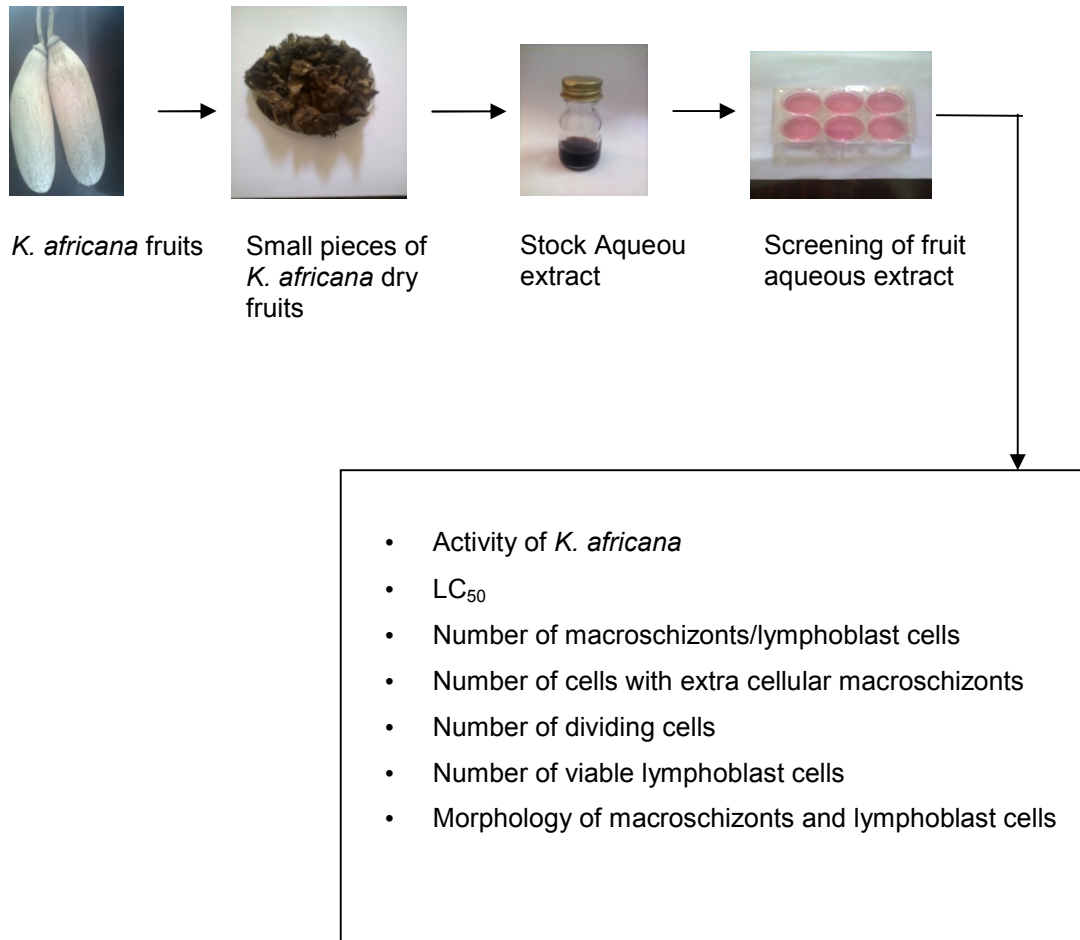 K. africana fruits
Small pieces of
K. africana dry
fruits
Stock Aqueou
extract
Screening of fruit
aqueous extract
• Activity of K. africana
• LC50
• Number of macroschizonts/lymphoblast cells
• Number of cells with extra cellular macroschizonts
• Number of dividing cells
• Number of viable lymphoblast cells
• Morphology of macroschizonts and lymphoblast cells